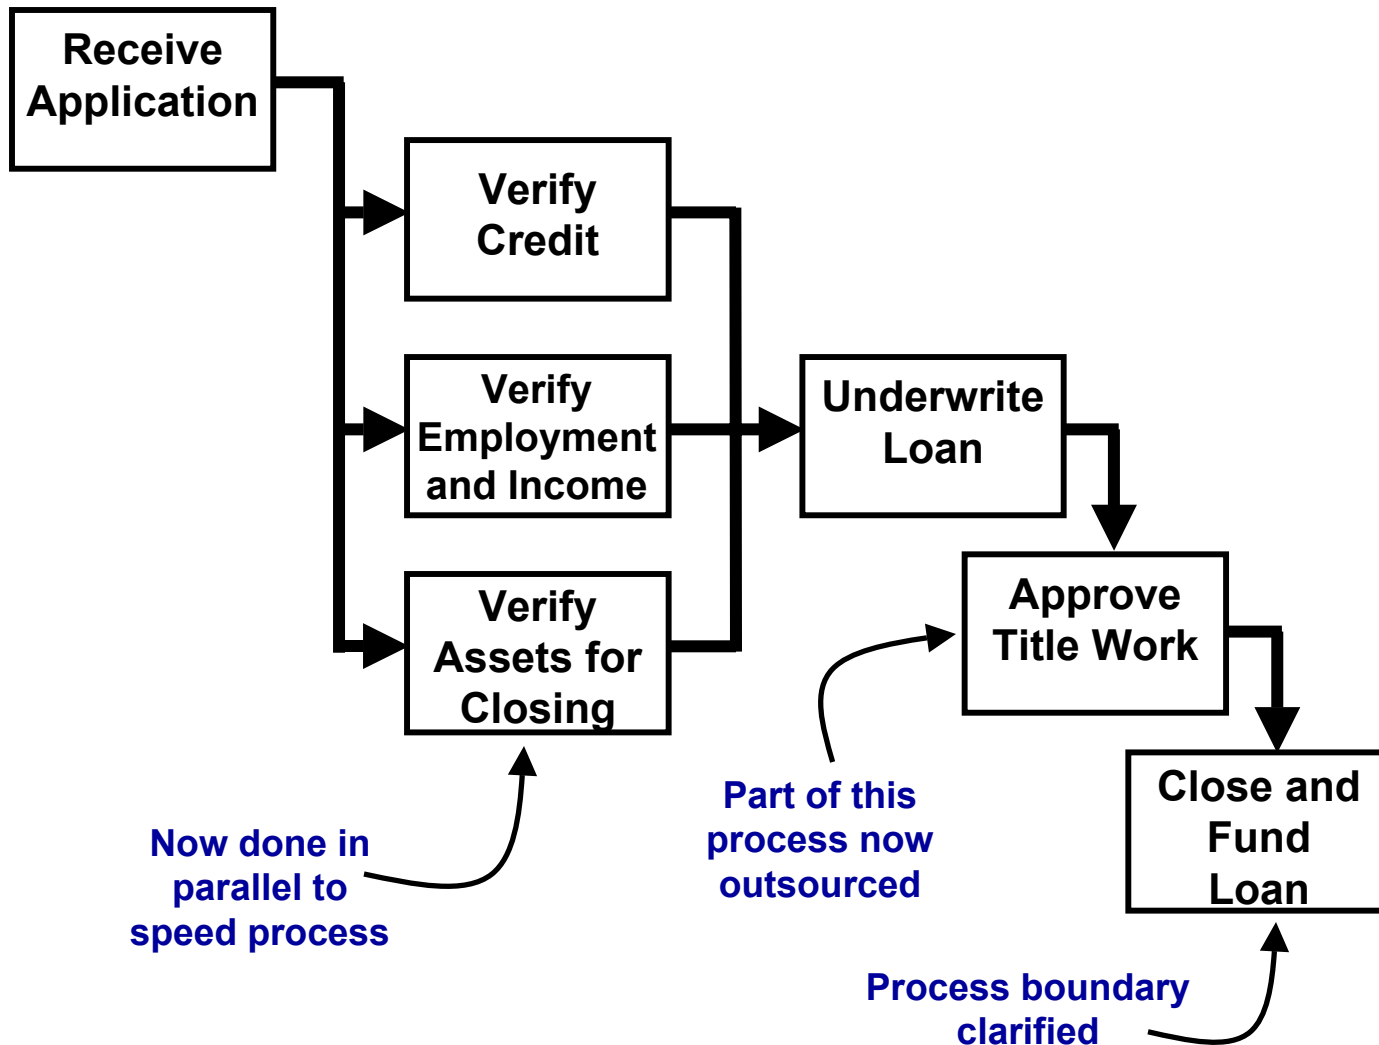 Receive
Application
Verify
Credit
Verify
Employment
and Income
Verify
Assets for
Closing
Underwrite
Loan
Approve
Title Work
Close and
Fund
Loan
Now done in
parallel to
speed process
Part of this
process now
outsourced
Process boundary
clarified